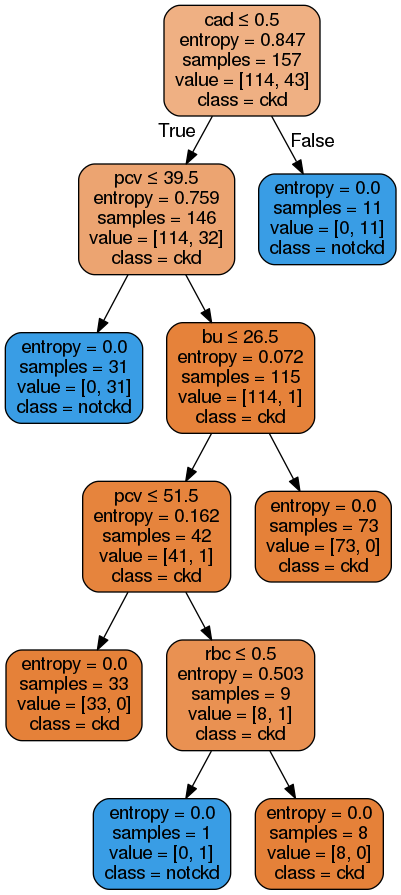 cad ≤ 0.5
entropy = 0.847
samples = 157
value = [114, 43]
class = ckd
True
False
pcv ≤ 39.5
entropy = 0.759
samples = 146
value = [114, 32]
class = ckd
entropy = 0.0
samples = 11
value = [0, 11]
class = notckd
entropy = 0.0
samples = 31
value = [0, 31]
class = notckd
bu ≤ 26.5
entropy = 0.072
samples = 115
value = [114, 1]
class = ckd
pcv ≤ 51.5
entropy = 0.162
samples = 42
value = [41, 1]
class = ckd
entropy = 0.0
samples = 73
value = [73, 0]
class = ckd
entropy = 0.0
samples = 33
value = [33, 0]
class = ckd
rbc ≤ 0.5
entropy = 0.503
samples = 9
value = [8, 1]
class = ckd
entropy = 0.0
samples = 1
value = [0, 1]
class = notckd
entropy = 0.0
samples = 8
value = [8, 0]
class = ckd